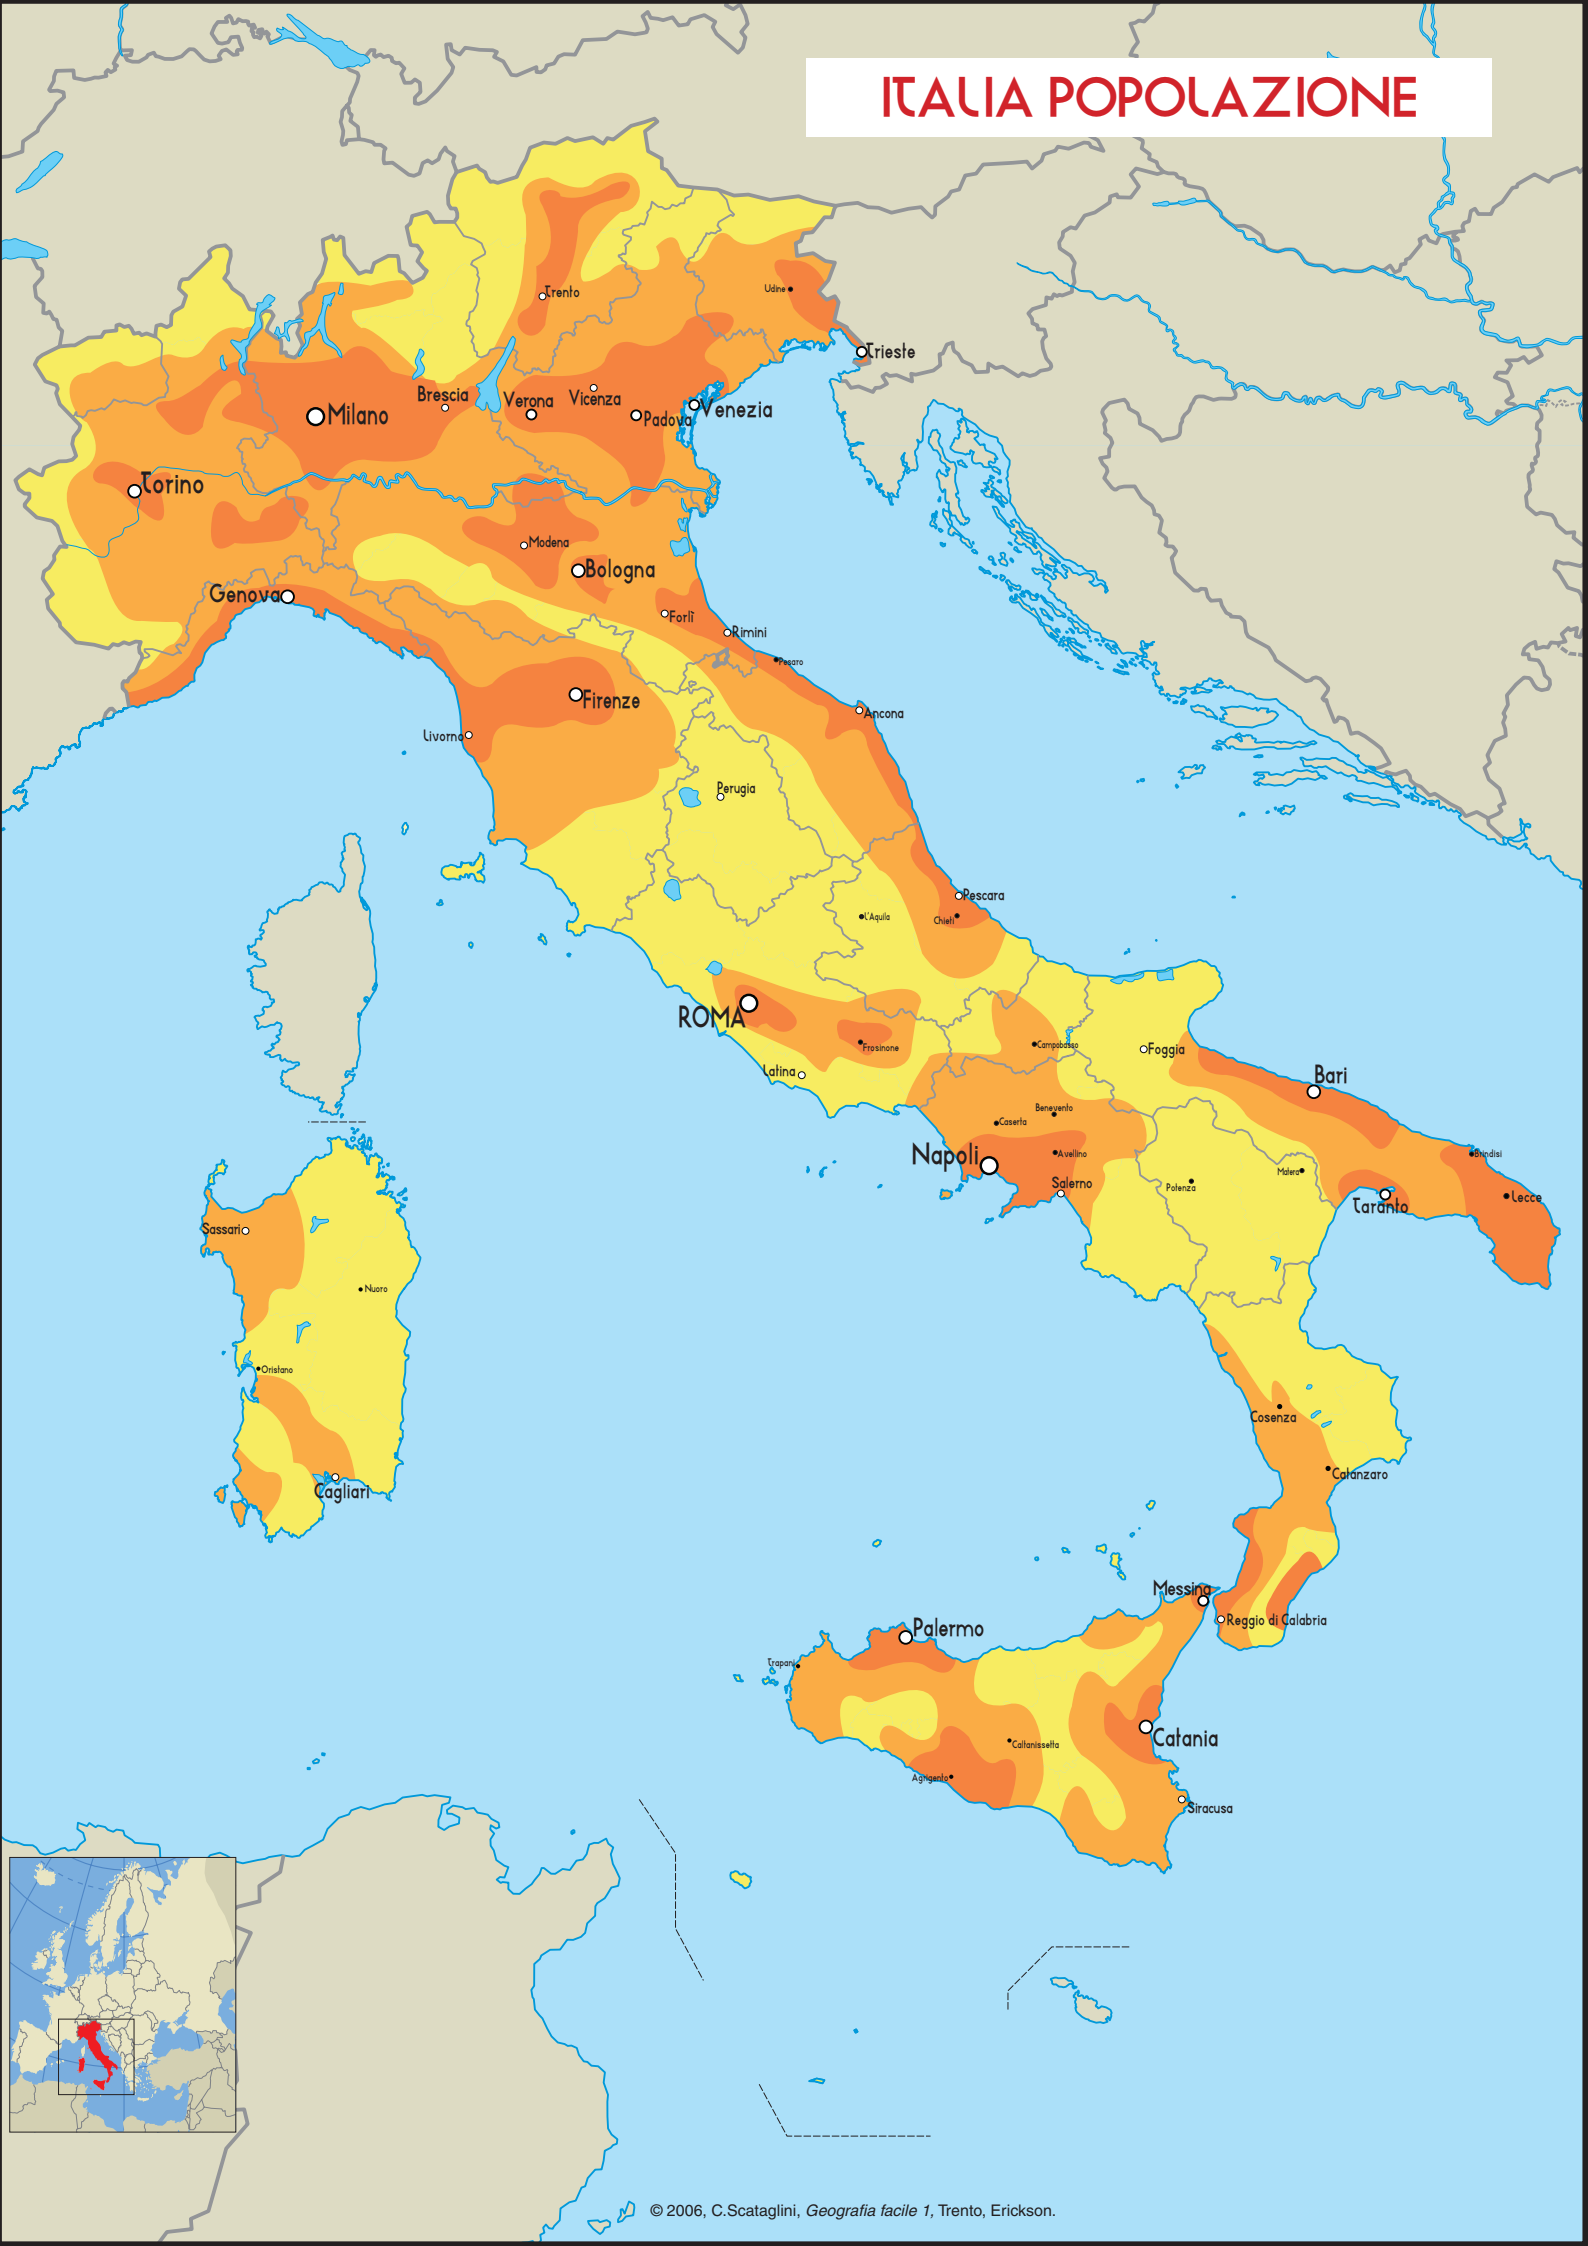 ITALIA POPOLAZIONE
Udine
Trento
Trieste
Brescia
Verona
Vicenza
Milano
Padova
Venezia
Torino
Modena
Bologna
Genova
Forlì
Rimini
Pesaro
Firenze
Ancona
Livorno
Perugia
Pescara
L'Aquila
Chieti
ROMA
Frosinone
Campobasso
Foggia
Latina
Bari
Benevento
Caserta
Napoli
Avellino
Brindisi
Matera
Salerno
Potenza
Lecce
Taranto
Sassari
Nuoro
Oristano
Cosenza
Catanzaro
Cagliari
Messina
Reggio di Calabria
Palermo
Trapani
Catania
Caltanissetta
Agrigento
Siracusa
© 2006, C.Scataglini, Geografia facile 1, Trento, Erickson.